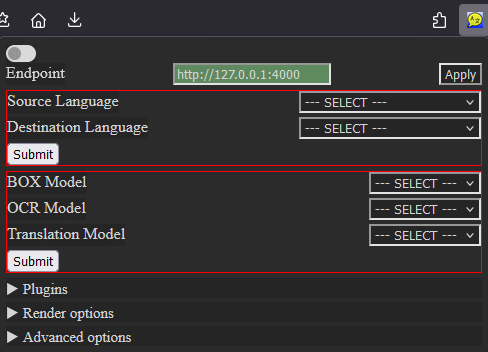 Endpoint http://127.0.0.1:4000 Apply
Source Language --- SELECT ---
Destination Language --- SELECT ---
Submit
BOX Model --- SELECT ---
OCR Model --- SELECT ---
Translation Model --- SELECT ---
Submit
▶ Plugins
▶ Render options
▶ Advanced options